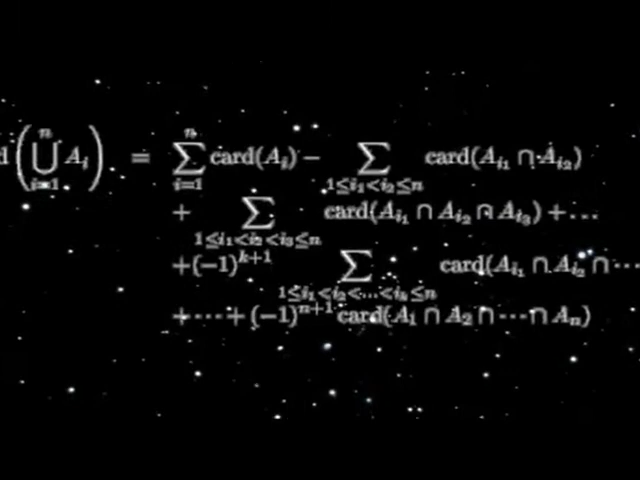 d(⋃_{i=1}^{n} A_i) = ∑_{i=1}^{n} card(A_i) − ∑_{1≤i_1<i_2≤n} card(A_{i_1} ∩ A_{i_2})
+ ∑_{1≤i_1<i_2<i_3≤n} card(A_{i_1} ∩ A_{i_2} ∩ A_{i_3}) + ...
+(−1)^{k+1} ∑_{1≤i_1<i_2<...<i_k≤n} card(A_{i_1} ∩ A_{i_2} ∩ ···
+ ··· + (−1)^{n+1} card(A_1 ∩ A_2 ∩ ··· ∩ A_n)